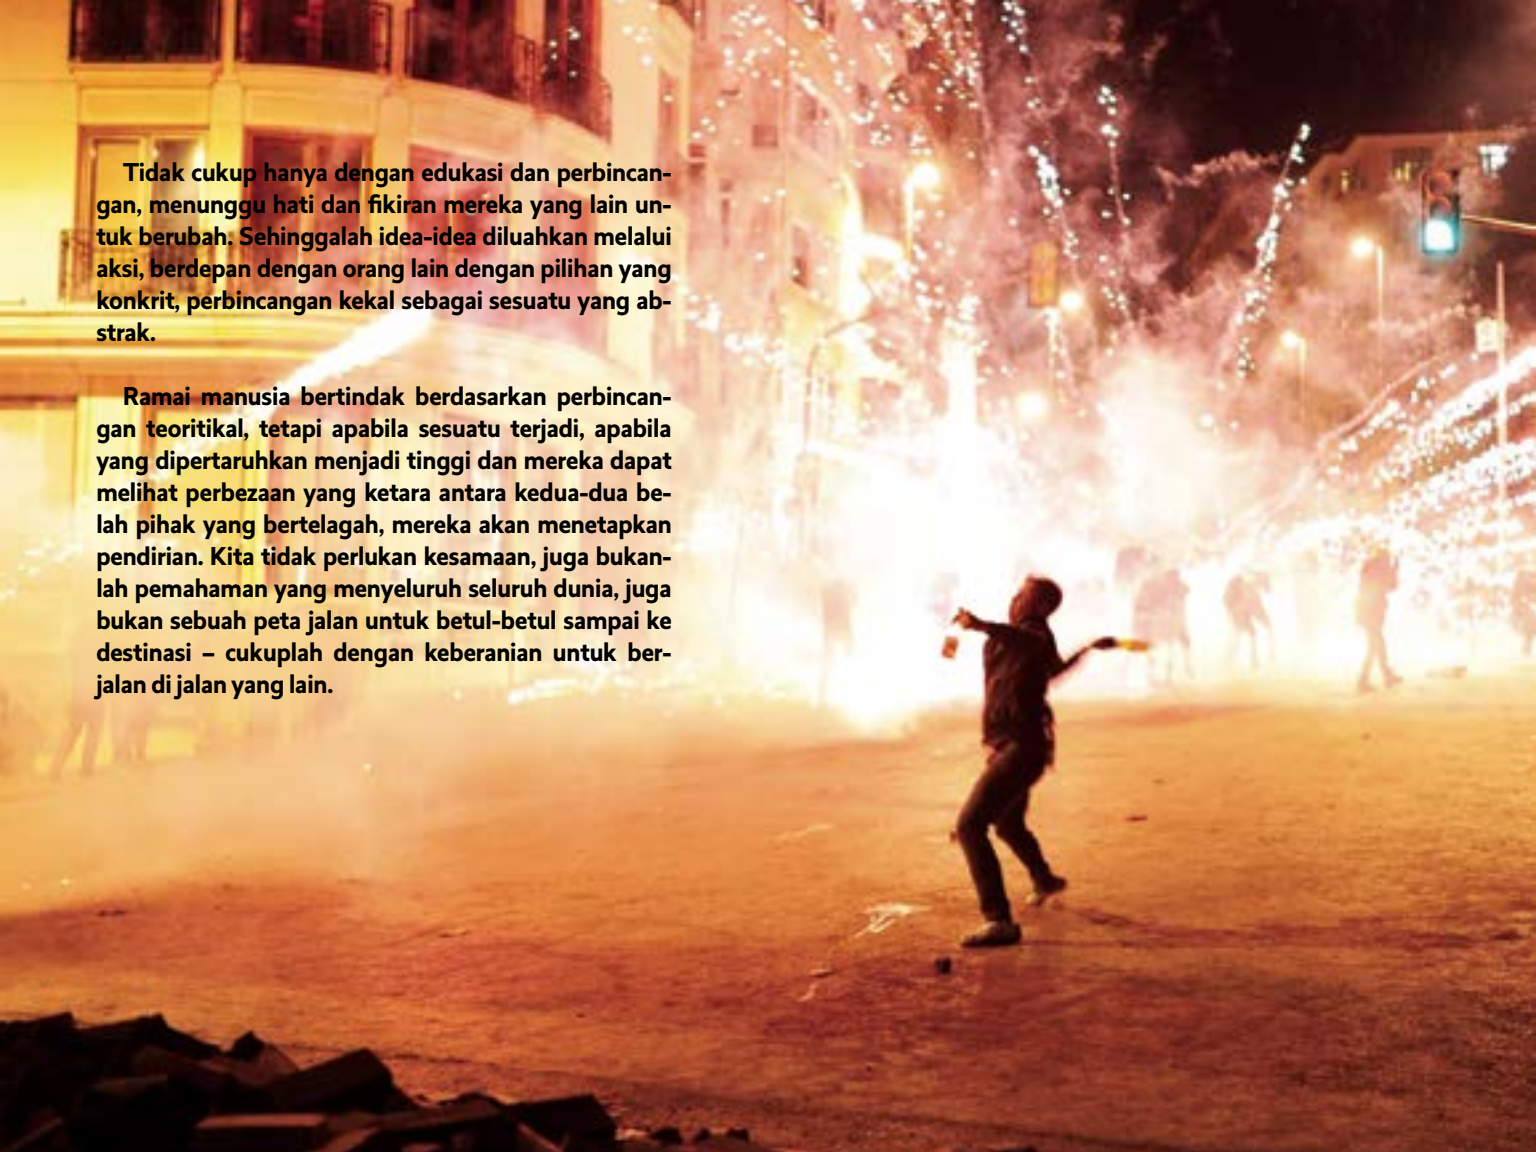 Tidak cukup hanya dengan edukasi dan perbincan-
gan, menunggu hati dan fikiran mereka yang lain un-
tuk berubah. Sehinggalah idea-idea diluahkan melalui
aksi, berdepan dengan orang lain dengan pilihan yang
konkrit, perbincangan kekal sebagai sesuatu yang ab-
strak.
Ramai manusia bertindak berdasarkan perbincan-
gan teoritikal, tetapi apabila sesuatu terjadi, apabila
yang dipertaruhkan menjadi tinggi dan mereka dapat
melihat perbezaan yang ketara antara kedua-dua be-
lah pihak yang bertelagah, mereka akan menetapkan
pendirian. Kita tidak perlukan kesamaan, juga bukan-
lah pemahaman yang menyeluruh seluruh dunia, juga
bukan sebuah peta jalan untuk betul-betul sampai ke
destinasi – cukuplah dengan keberanian untuk ber-
jalan di jalan yang lain.